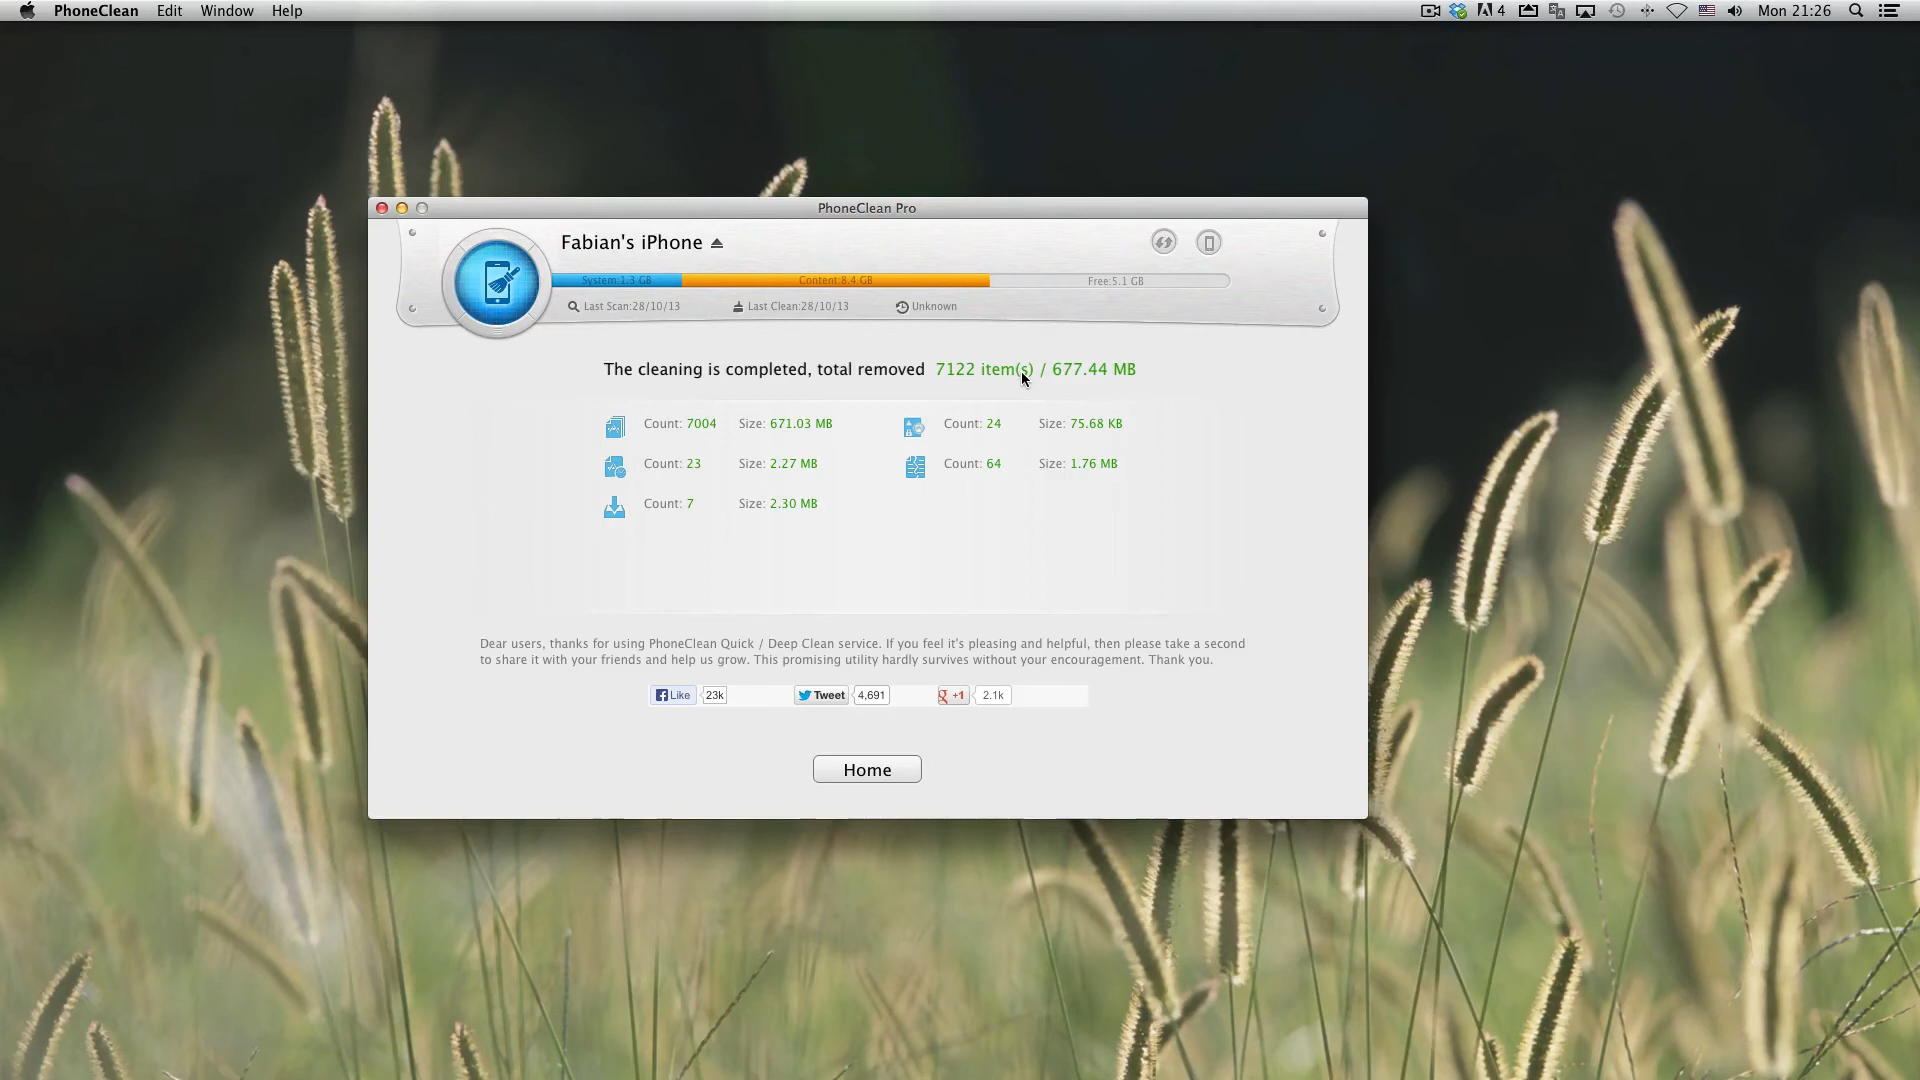 PhoneClean Edit Window Help
4 Mon 21:26
PhoneClean Pro
Fabian's iPhone
System:1.3 GB Content:8.4 GB Free:5.1 GB
Last Scan:28/10/13 Last Clean:28/10/13 Unknown
The cleaning is completed, total removed 7122 item(s) / 677.44 MB
Count: 7004 Size: 671.03 MB Count: 24 Size: 75.68 KB
Count: 23 Size: 2.27 MB Count: 64 Size: 1.76 MB
Count: 7 Size: 2.30 MB
Dear users, thanks for using PhoneClean Quick / Deep Clean service. If you feel it's pleasing and helpful, then please take a second
to share it with your friends and help us grow. This promising utility hardly survives without your encouragement. Thank you.
Like 23k Tweet 4,691 +1 2.1k
Home